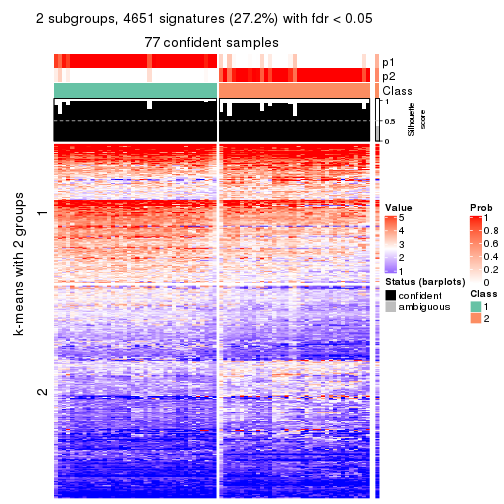 2 subgroups, 4651 signatures (27.2%) with fdr < 0.05
77 confident samples
p1
p2
Class
1
0.5
0
Silhouette
score
k-means with 2 groups
1
2
Value
5
4
3
2
1
Status (barplots)
confident
ambiguous
Prob
1
0.8
0.6
0.4
0.2
0
Class
1
2